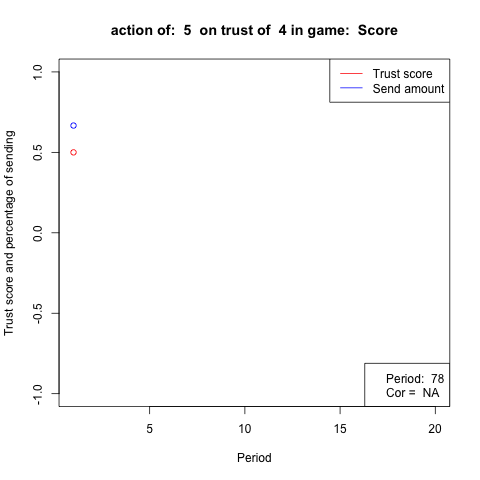 action of:  5  on trust of  4 in game:  Score
Trust score
Send amount
Trust score and percentage of sending
1.0
0.5
0.0
-0.5
-1.0
Period:  78
Cor =  NA
5
10
15
20
Period